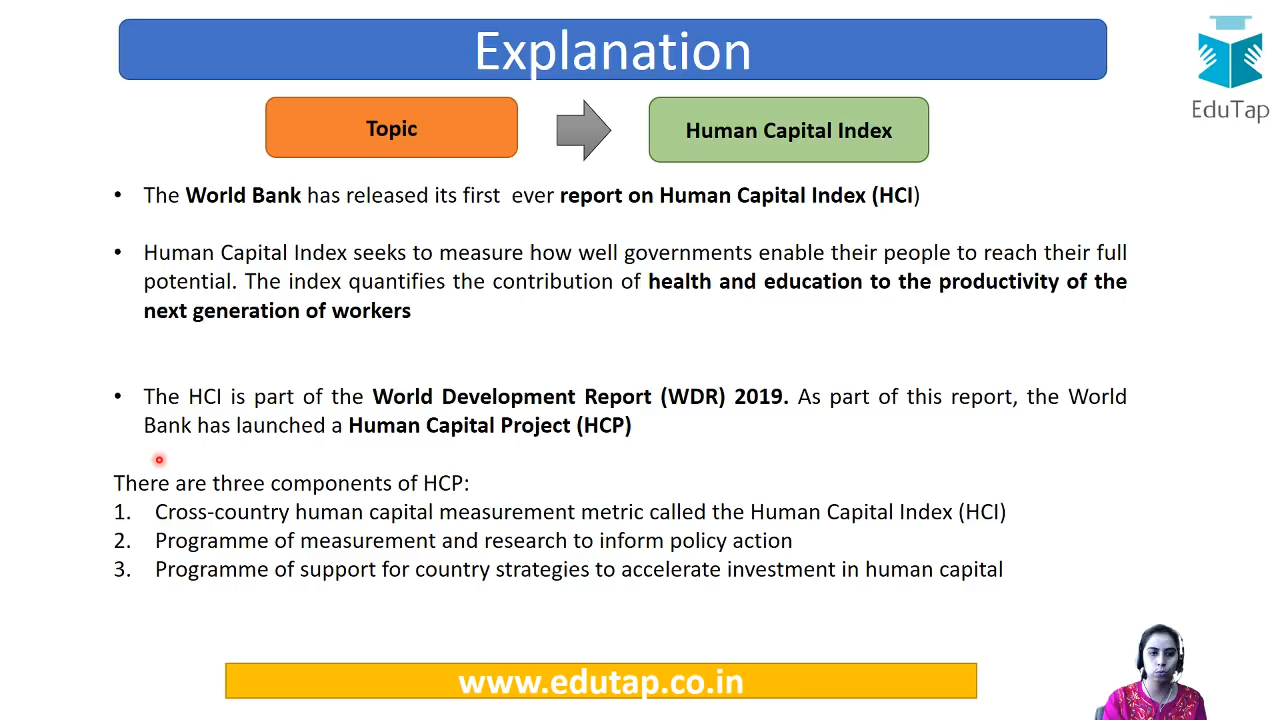 Explanation
EduTap
Topic
Human Capital Index
• The World Bank has released its first ever report on Human Capital Index (HCI)
• Human Capital Index seeks to measure how well governments enable their people to reach their full
potential. The index quantifies the contribution of health and education to the productivity of the
next generation of workers
• The HCI is part of the World Development Report (WDR) 2019. As part of this report, the World
Bank has launched a Human Capital Project (HCP)
There are three components of HCP:
1. Cross-country human capital measurement metric called the Human Capital Index (HCI)
2. Programme of measurement and research to inform policy action
3. Programme of support for country strategies to accelerate investment in human capital
www.edutap.co.in